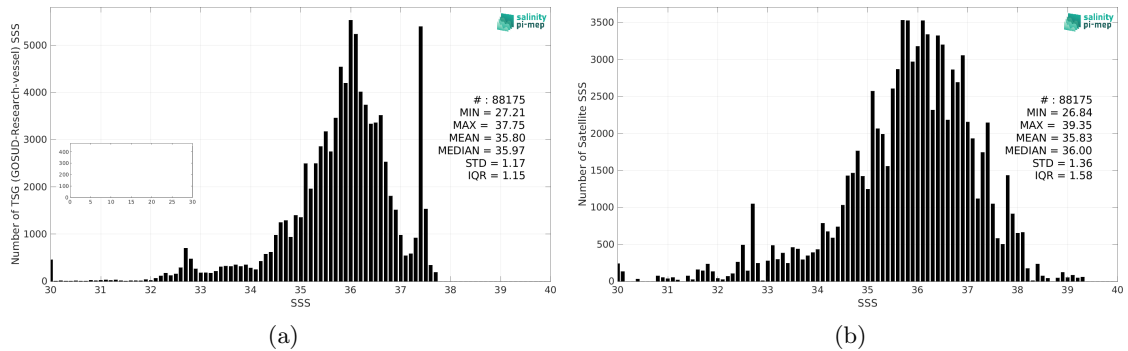 salinity
pi-mep
Number of TSG (GOSUD-Research-vessel) SSS
5000
4000
3000
2000
1000
0
# : 88175
MIN = 27.21
MAX = 37.75
MEAN = 35.80
MEDIAN = 35.97
STD = 1.17
IQR = 1.15
400
300
200
100
0
0 5 10 15 20 25 30
30 31 32 33 34 35 36 37 38 39 40
SSS
(a)
salinity
pi-mep
Number of Satellite SSS
3500
3000
2500
2000
1500
1000
500
0
# : 88175
MIN = 26.84
MAX = 39.35
MEAN = 35.83
MEDIAN = 36.00
STD = 1.36
IQR = 1.58
30 31 32 33 34 35 36 37 38 39 40
SSS
(b)